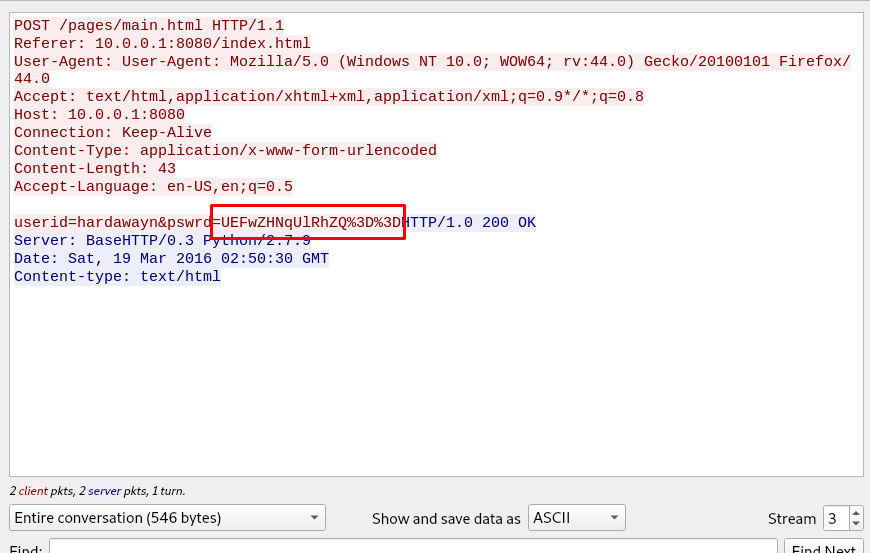 POST /pages/main.html HTTP/1.1
Referer: 10.0.0.1:8080/index.html
User-Agent: User-Agent: Mozilla/5.0 (Windows NT 10.0; WOW64; rv:44.0) Gecko/20100101 Firefox/
44.0
Accept: text/html,application/xhtml+xml,application/xml;q=0.9*/*;q=0.8
Host: 10.0.0.1:8080
Connection: Keep-Alive
Content-Type: application/x-www-form-urlencoded
Content-Length: 43
Accept-Language: en-US,en;q=0.5
userid=hardawayn&pswrd=UEFwZHNqUlRhZQ%3D%3DHTTP/1.0 200 OK
Server: BaseHTTP/0.3 Python/2.7.9
Date: Sat, 19 Mar 2016 02:50:30 GMT
Content-type: text/html
2 client pkts, 2 server pkts, 1 turn.
Entire conversation (546 bytes) Show and save data as ASCII Stream 3
Find: Find Next